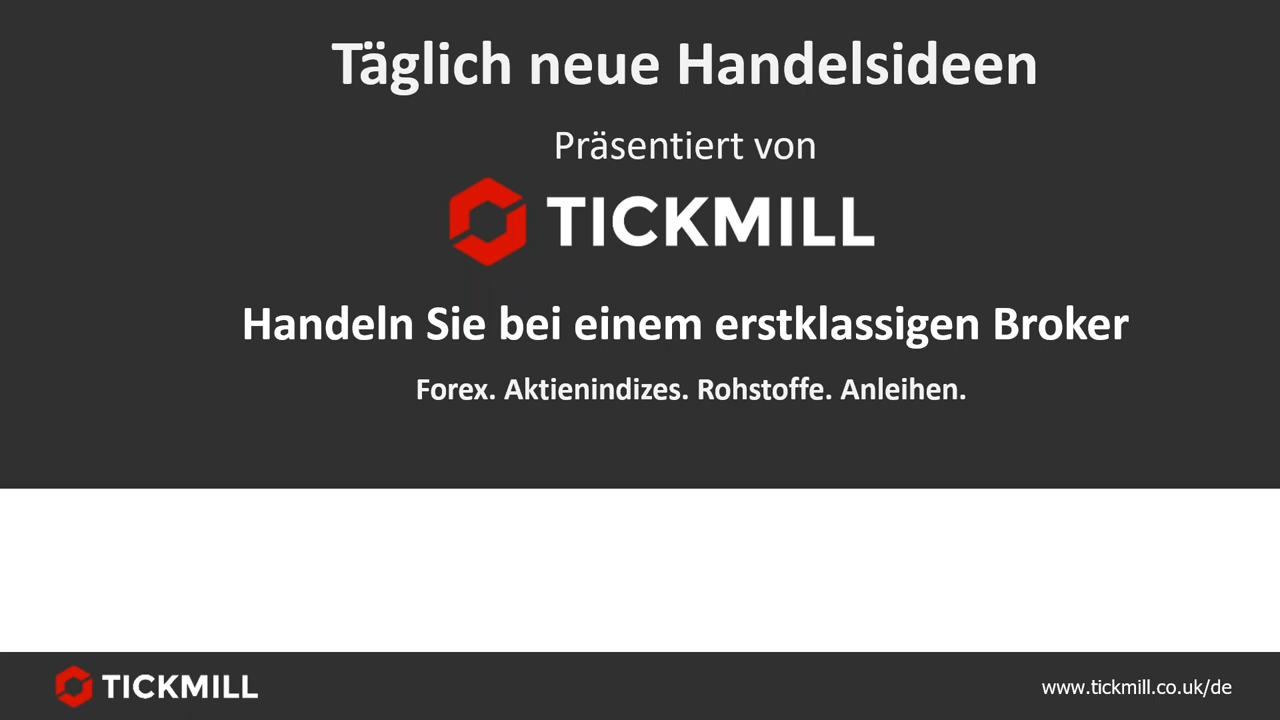 Täglich neue Handelsideen
Präsentiert von
TICKMILL
Handeln Sie bei einem erstklassigen Broker
Forex. Aktienindizes. Rohstoffe. Anleihen.
TICKMILL
www.tickmill.co.uk/de